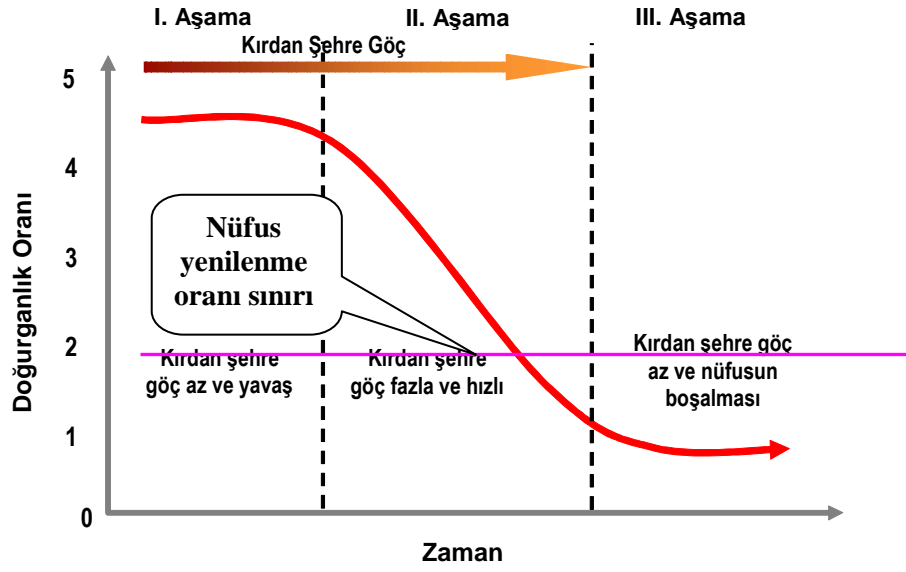 I. Aşama
II. Aşama
III. Aşama
Kırdan Şehre Göç
5
4
3
2
1
0
Doğurganlık Oranı
Nüfus
yenilenme
oranı sınırı
Kırdan şehre
göç az ve yavaş
Kırdan şehre
göç fazla ve hızlı
Kırdan şehre göç
az ve nüfusun
boşalması
Zaman